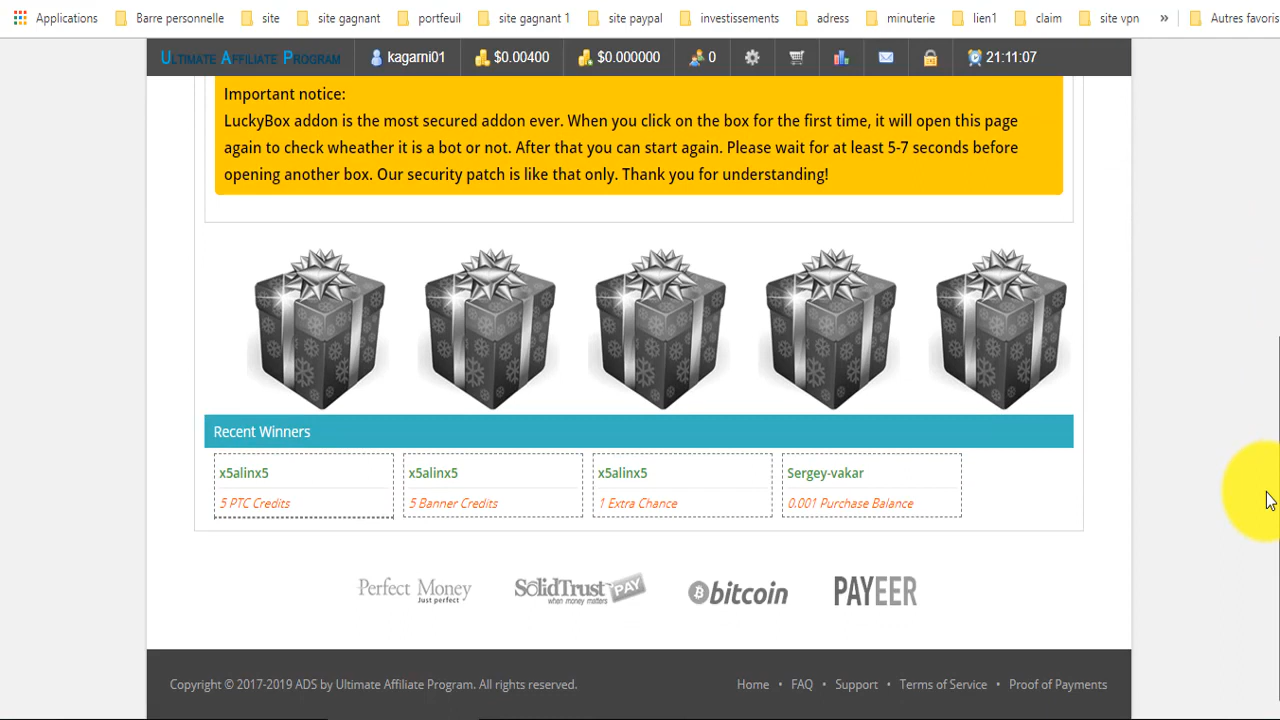 Applications Barre personnelle site site gagnant portfeuil site gagnant 1 site paypal investissements adress minuterie lien1 claim site vpn » Autres favoris
ULTIMATE AFFILIATE PROGRAM kagami01 $0.00400 $0.000000 0 21:11:07
Important notice:
LuckyBox addon is the most secured addon ever. When you click on the box for the first time, it will open this page
again to check wheather it is a bot or not. After that you can start again. Please wait for at least 5-7 seconds before
opening another box. Our security patch is like that only. Thank you for understanding!
Recent Winners
x5alinx5 x5alinx5 x5alinx5 Sergey-vakar
5 PTC Credits 5 Banner Credits 1 Extra Chance 0.001 Purchase Balance
Perfect Money SolidTrust PAY bitcoin PAYEER
Just perfect when money matters
Copyright © 2017-2019 ADS by Ultimate Affiliate Program. All rights reserved. Home • FAQ • Support • Terms of Service • Proof of Payments